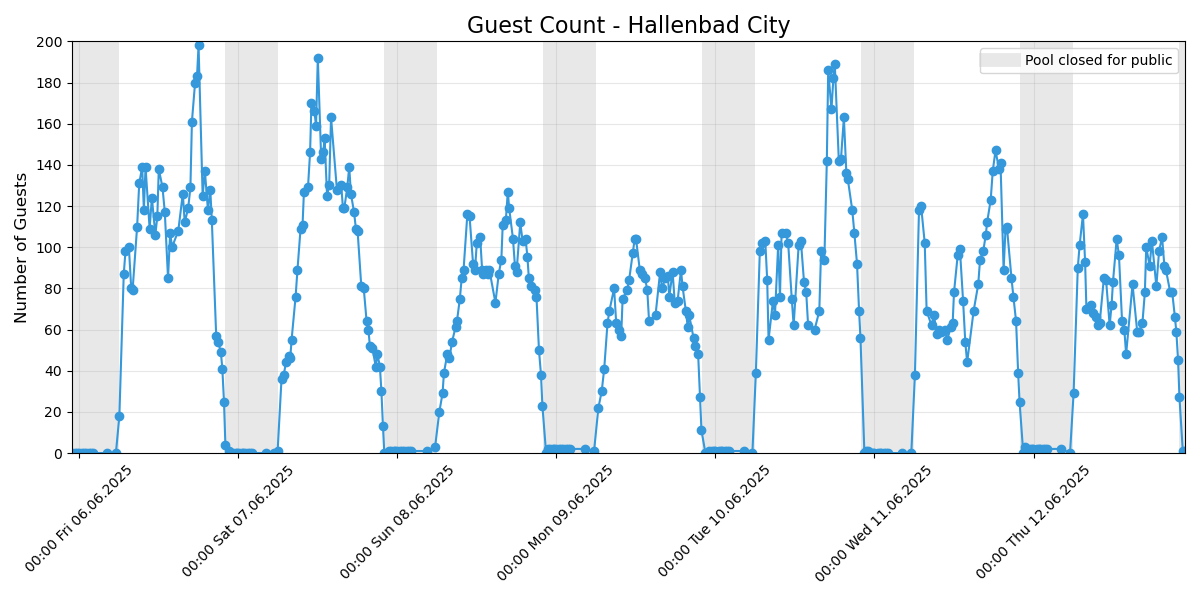 Guest Count - Hallenbad City
Pool closed for public
Number of Guests
200
180
160
140
120
100
80
60
40
20
0
00:00 Fri 06.06.2025
00:00 Sat 07.06.2025
00:00 Sun 08.06.2025
00:00 Mon 09.06.2025
00:00 Tue 10.06.2025
00:00 Wed 11.06.2025
00:00 Thu 12.06.2025